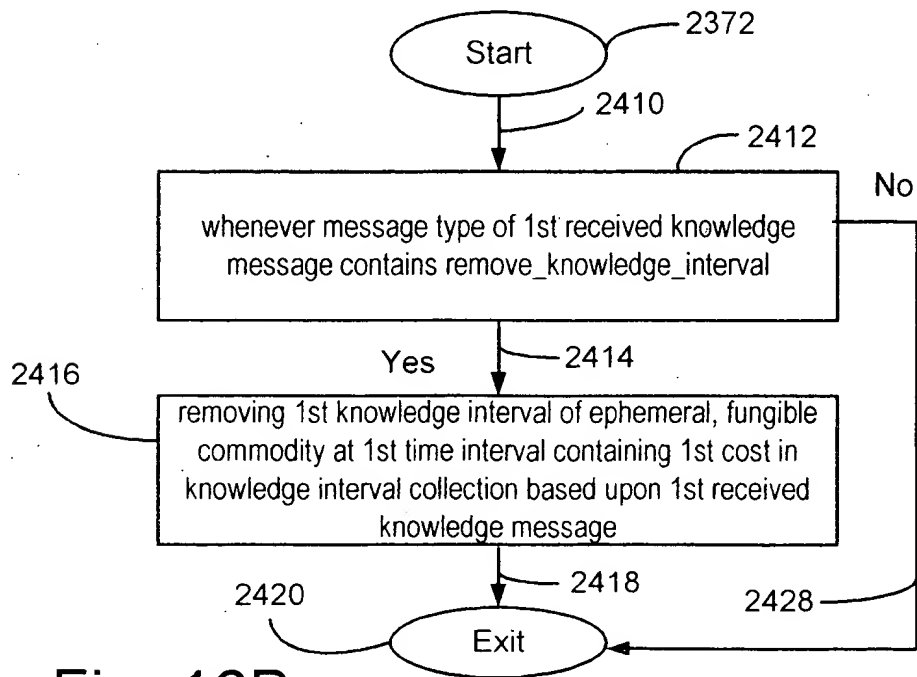 2372
Start
2410
2412
No
whenever message type of 1st received knowledge
message contains remove_knowledge_interval
Yes
2414
2416
removing 1st knowledge interval of ephemeral, fungible
commodity at 1st time interval containing 1st cost in
knowledge interval collection based upon 1st received
knowledge message
2418
2428
2420
Exit